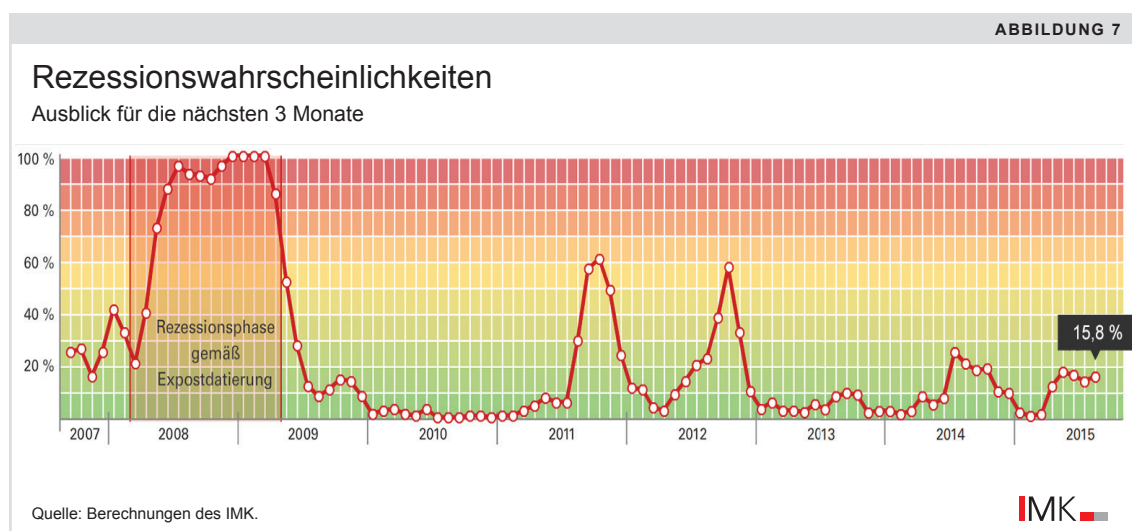 ABBILDUNG 7
Rezessionswahrscheinlichkeiten
Ausblick für die nächsten 3 Monate
100 %
80 %
60 %
40 %
20 %
Rezessionsphase
gemäß
Expostdatierung
15,8 %
2007 2008 2009 2010 2011 2012 2013 2014 2015
Quelle: Berechnungen des IMK.
IMK